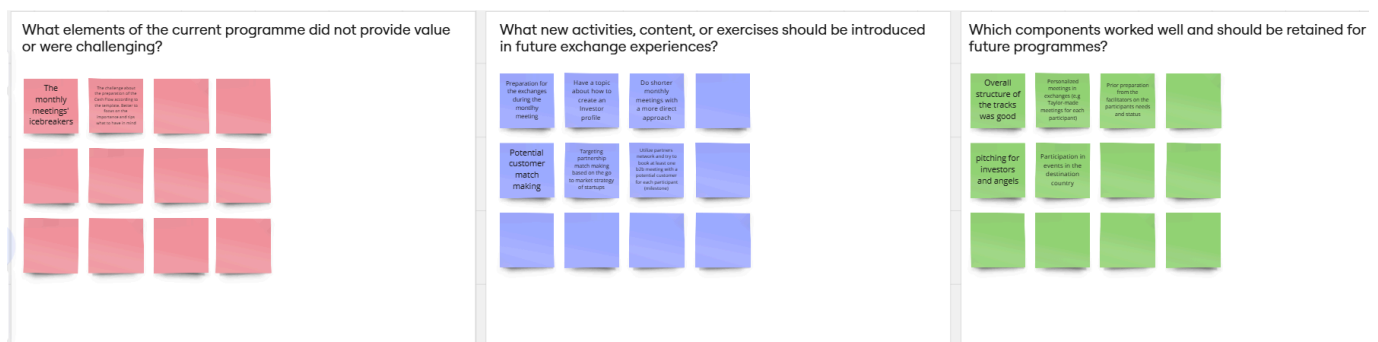 What elements of the current programme did not provide value
or were challenging?
The
monthly
meetings'
icebreakers
The challenge about
the preparation of the
Cash Flow according to
the template. Better to
focus on the
importance and tips
what to have in mind
What new activities, content, or exercises should be introduced
in future exchange experiences?
Preparation for
the exchanges
during the
monthly
meeting
Have a topic
about how to
create an
Investor
profile
Do shorter
monthly
meetings with
a more direct
approach
Potential
customer
match
making
Targeting
partnership
match making
based on the go
to market strategy
of startups
Utilize partners
network and try to
book at least one
b2b meeting with a
potential customer
for each participant
(milestone)
Which components worked well and should be retained for
future programmes?
Overall
structure of
the tracks
was good
Personalized
meetings in
exchanges (e.g.
Taylor-made
meetings for each
participant)
Prior preparation
from the
facilitators on the
participants needs
and status
pitching for
investors
and angels
Participation in
events in the
destination
country